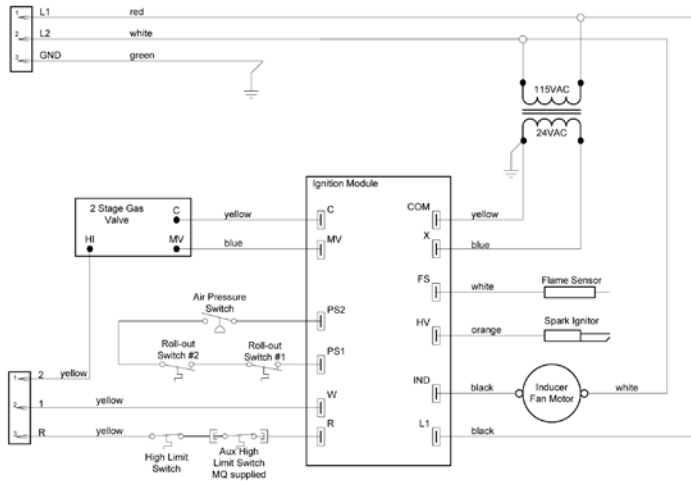 1 L1 red
2 L2 white
3 GND green
115VAC
24VAC
Ignition Module
2 Stage Gas
Valve
C
HI
MV
yellow
blue
C
MV
COM
X
yellow
blue
FS
white
Flame Sensor
Air Pressure
Switch
PS2
HV
orange
Spark Ignitor
Roll-out
Switch #2
Roll-out
Switch #1
PS1
IND
black
Inducer
Fan Motor
white
1 2 yellow
2 1 yellow
W
3 R yellow
R
L1
black
High Limit
Switch
Aux High
Limit Switch
MQ supplied